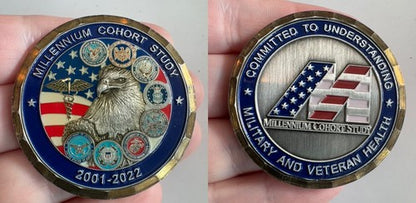 MILLENNIUM COHORT STUDY
2001-2022
COMMITTED TO UNDERSTANDING
MILLENNIUM COHORT STUDY
MILITARY AND VETERAN HEALTH